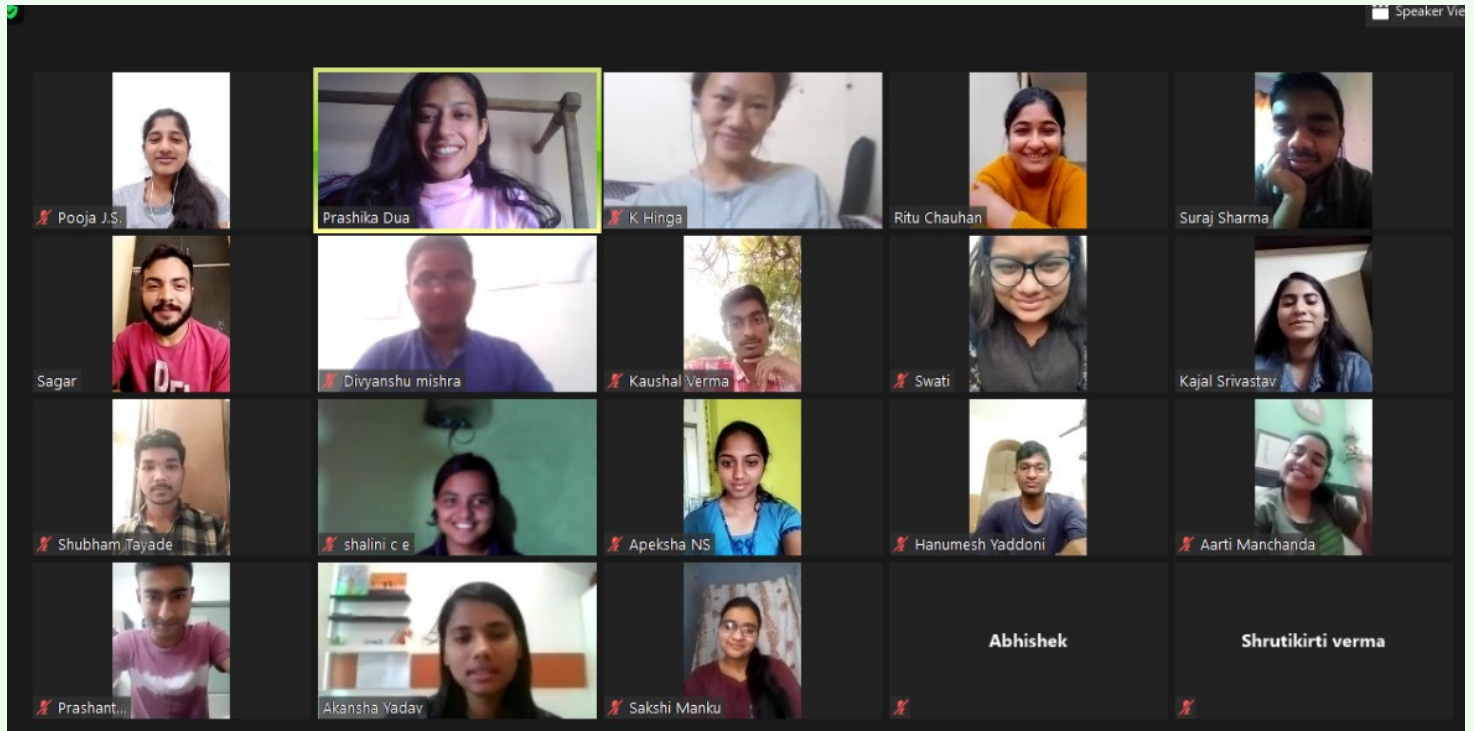 Speaker Vie
Pooja J.S.
Prashika Dua
K Hinga
Ritu Chauhan
Suraj Sharma
Sagar
Divyanshu mishra
Kaushal Verma
Swati
Kajal Srivastav
Shubham Tayade
shalini c e
Apeksha NS
Hanumesh Yaddoni
Aarti Manchanda
Prashant...
Akansha Yadav
Sakshi Manku
Abhishek
Shrutikirti verma